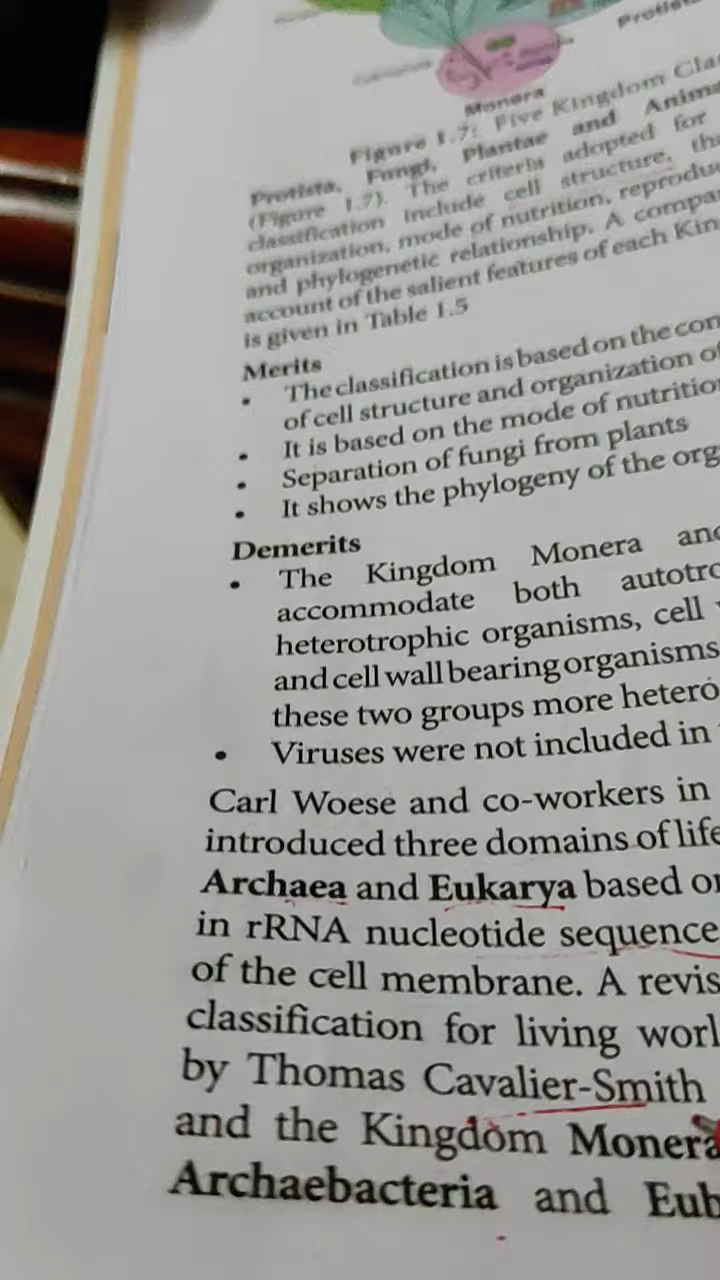 Monera
Figure 1.7: Five Kingdom Cla
Protista, Fungi, Plantae and Anima
(Figure 1.7). The criteria adopted for
classification include cell structure, tha
organization, mode of nutrition, reprodu
and phylogenetic relationship. A compa
account of the salient features of each Kin
is given in Table 1.5
Merits
• The classification is based on the com
of cell structure and organization of
• It is based on the mode of nutrition
• Separation of fungi from plants
• It shows the phylogeny of the org
Demerits
• The Kingdom Monera and
accommodate both autotro
heterotrophic organisms, cell
and cell wall bearing organisms
these two groups more hetero
• Viruses were not included in
Carl Woese and co-workers in
introduced three domains of life
Archaea and Eukarya based on
in rRNA nucleotide sequence
of the cell membrane. A revis
classification for living worl
by Thomas Cavalier-Smith
and the Kingdom Monera
Archaebacteria and Eub